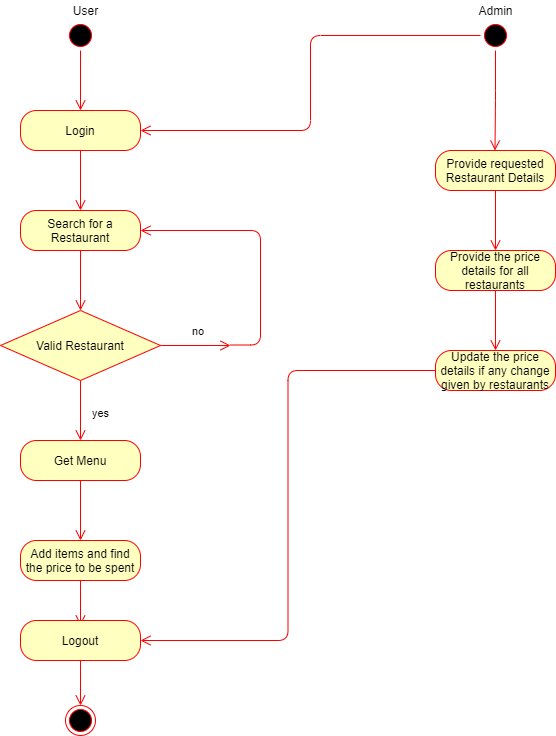 User
Admin
Login
Provide requested
Restaurant Details
Search for a
Restaurant
Provide the price
details for all
restaurants
Valid Restaurant
no
Update the price
details if any change
given by restaurants
yes
Get Menu
Add items and find
the price to be spent
Logout